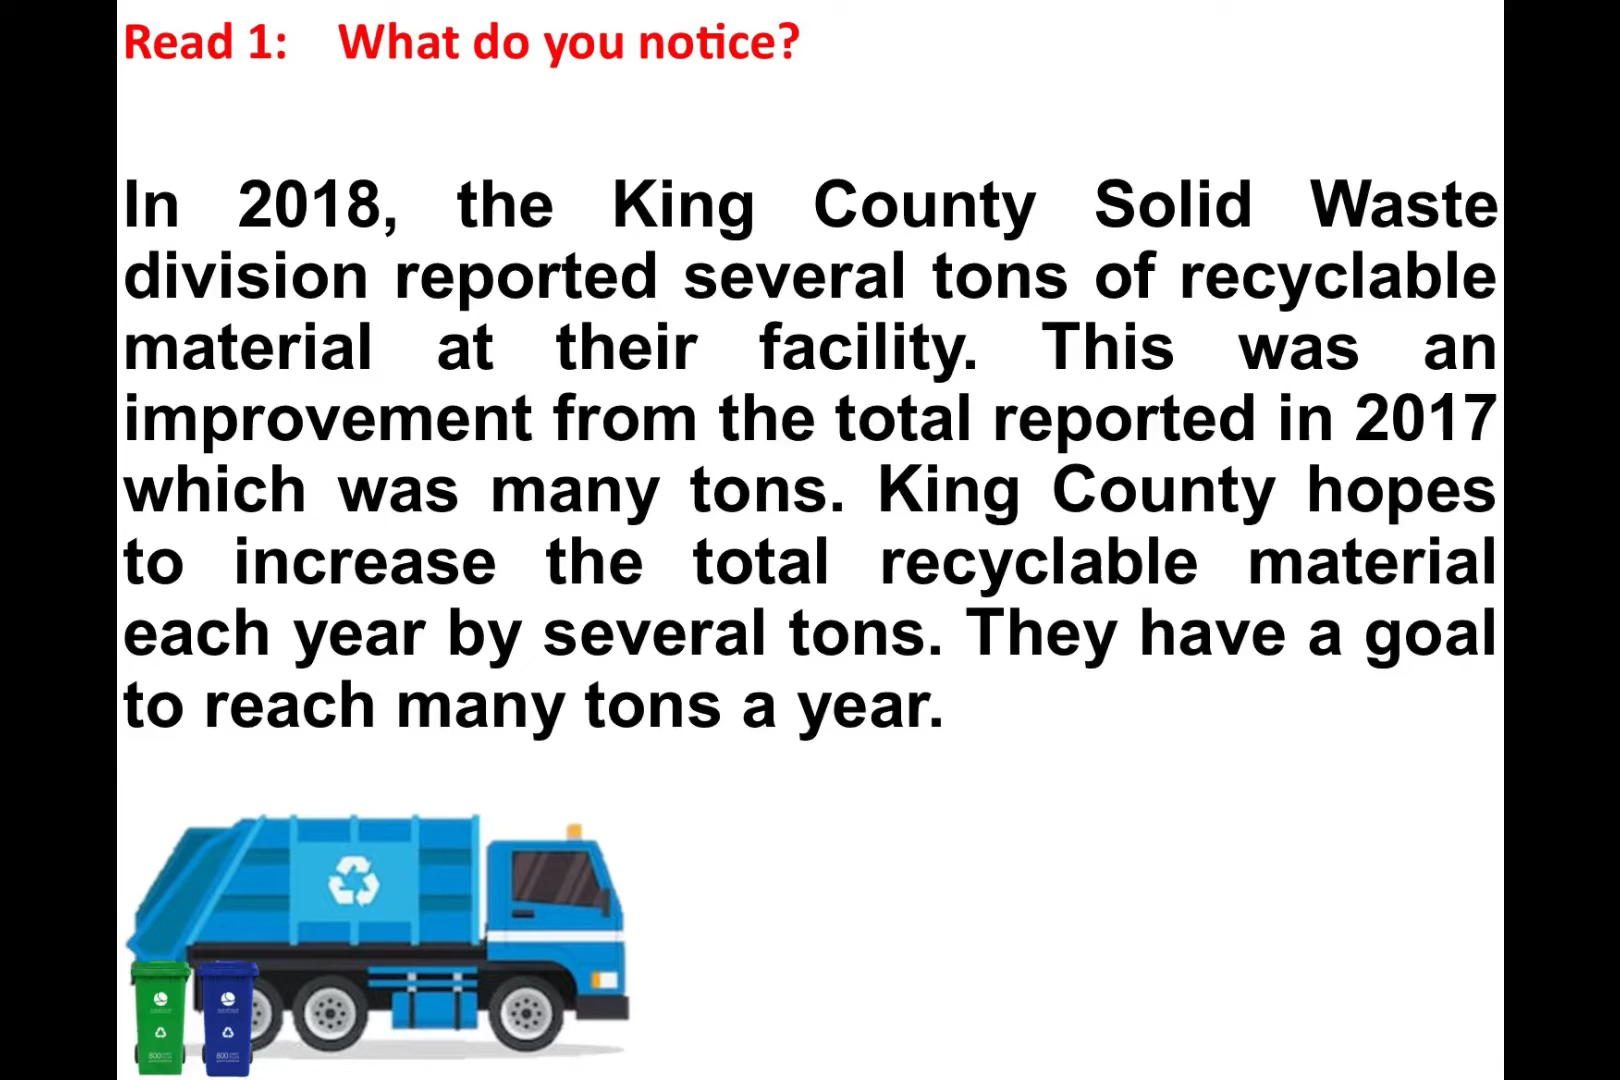 Read 1: What do you notice?
In 2018, the King County Solid Waste
division reported several tons of recyclable
material at their facility. This was an
improvement from the total reported in 2017
which was many tons. King County hopes
to increase the total recyclable material
each year by several tons. They have a goal
to reach many tons a year.